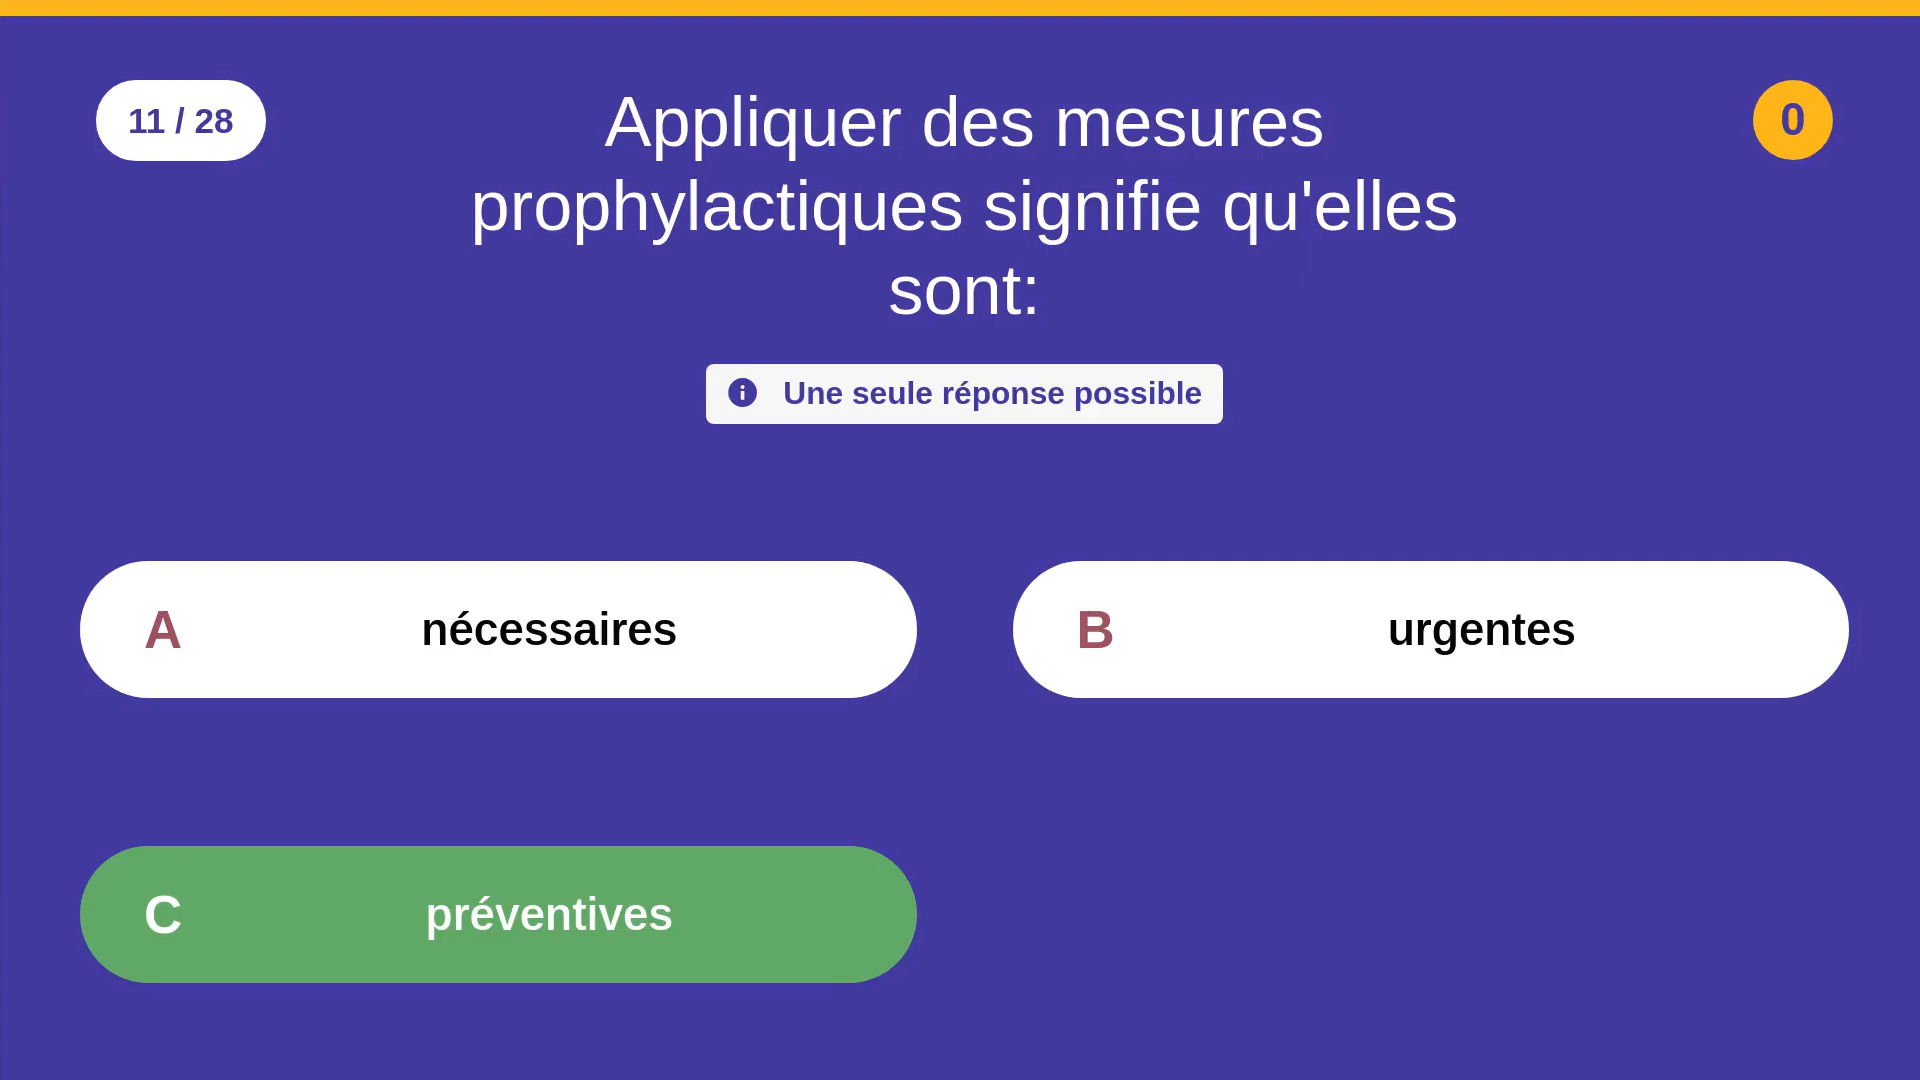 11 / 28
Appliquer des mesures
prophylactiques signifie qu'elles
sont:
0
Une seule réponse possible
A nécessaires
B urgentes
C préventives